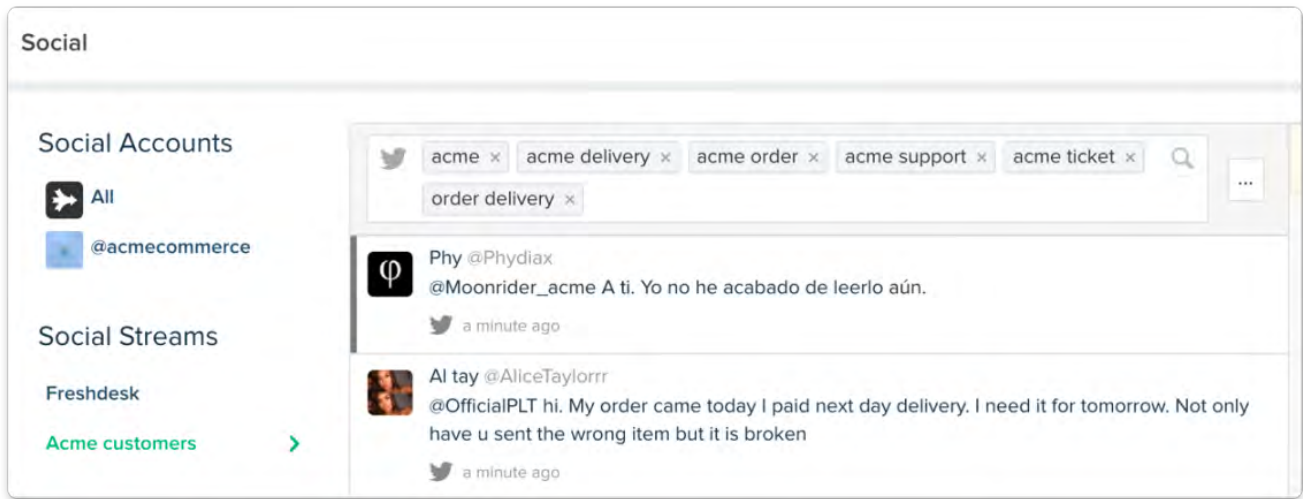 Social
Social Accounts
All
@acmecommerce
Social Streams
Freshdesk
Acme customers
acme × acme delivery × acme order × acme support × acme ticket ×
order delivery ×
...
φ
Phy @Phydiax
@Moonrider_acme A ti. Yo no he acabado de leerlo aún.
a minute ago
Al tay @AliceTaylorrr
@OfficialPLT hi. My order came today I paid next day delivery. I need it for tomorrow. Not only
have u sent the wrong item but it is broken
a minute ago